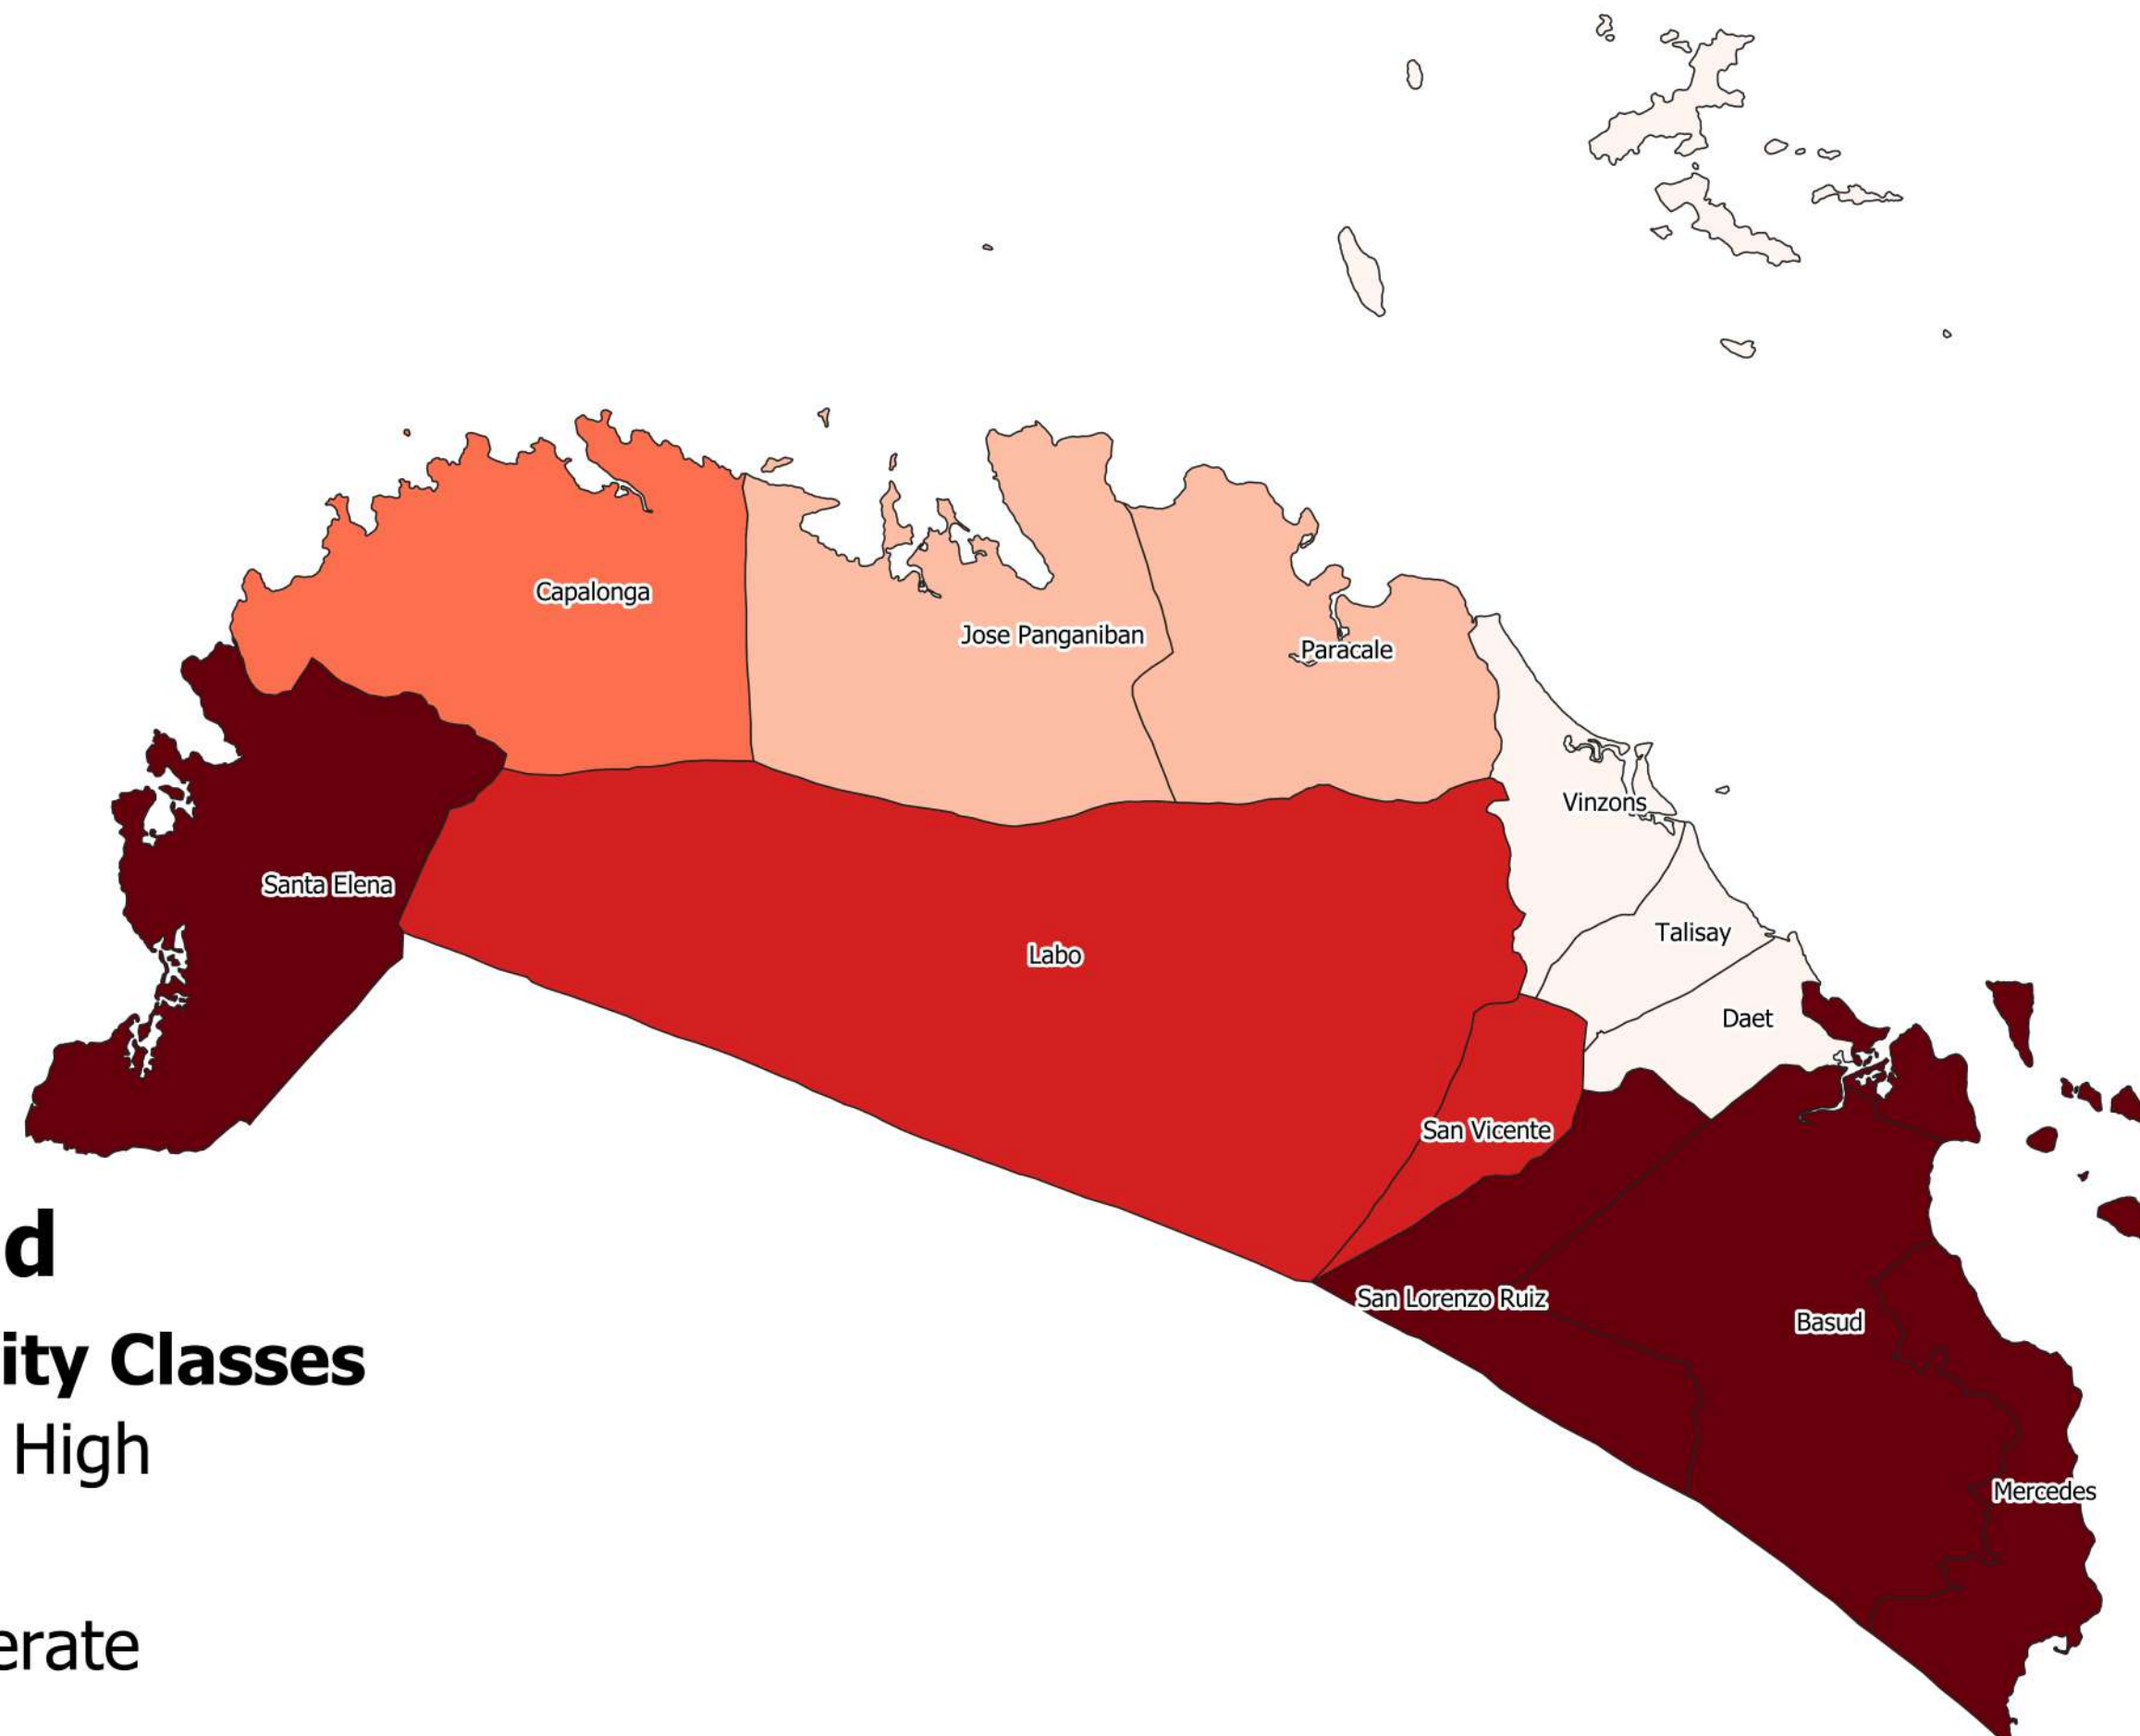 Capalonga
Jose Panganiban
Paracale
Vinzons
Santa Elena
Talisay
Labo
Daet
San Vicente
San Lorenzo Ruiz
Basud
Mercedes
d
ity Classes
High
erate